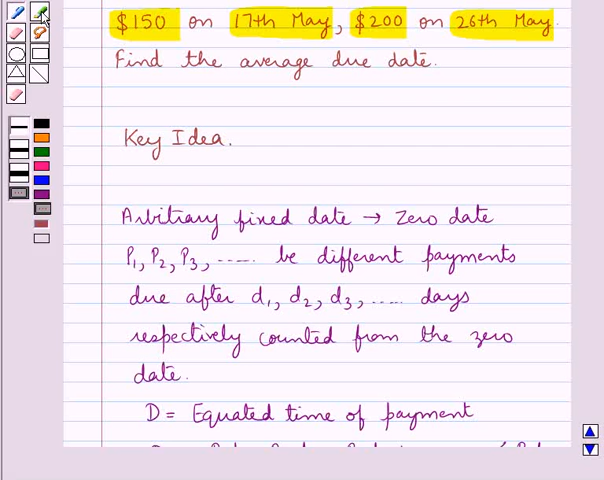 $150 on 17th May, $200 on 26th May.
Find the average due date.
Key Idea.
Arbitrary fixed date → Zero date
P₁, P₂, P₃, ...... be different payments
due after d₁, d₂, d₃, ..... days
respectively counted from the zero
date.
D = Equated time of payment